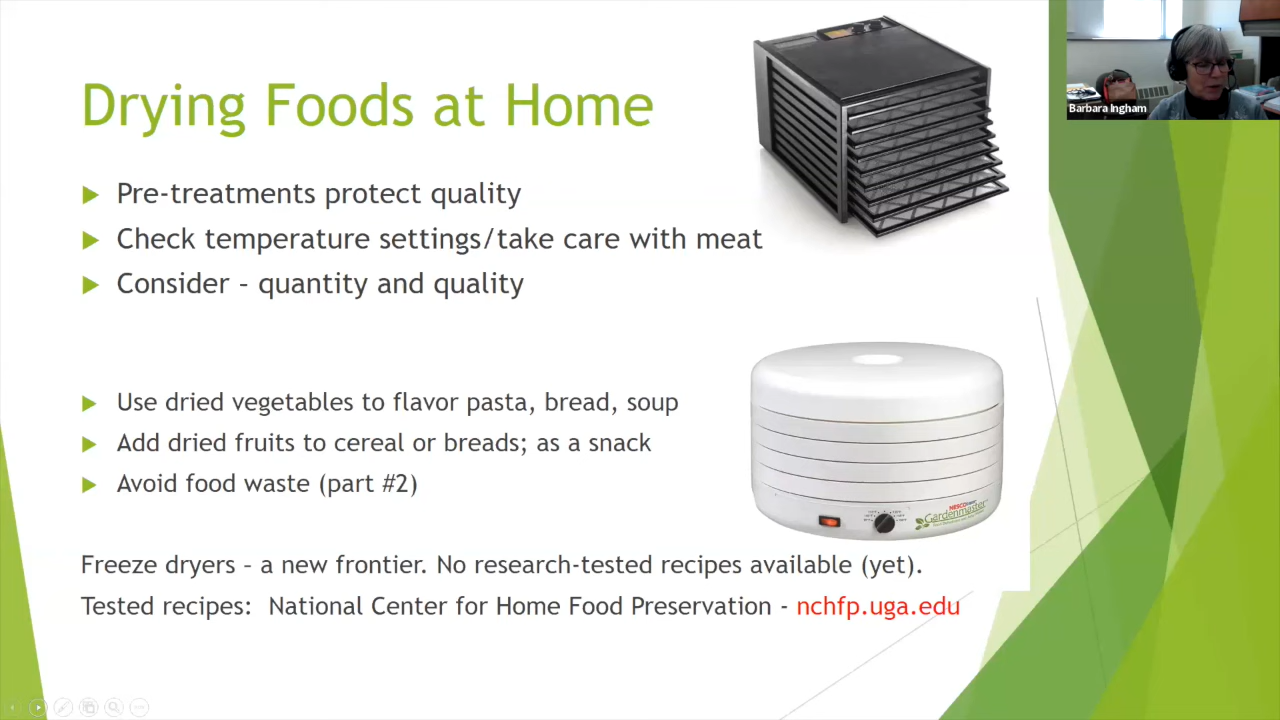 Barbara Ingham
Drying Foods at Home
Pre-treatments protect quality
Check temperature settings/take care with meat
Consider – quantity and quality
Use dried vegetables to flavor pasta, bread, soup
Add dried fruits to cereal or breads; as a snack
Avoid food waste (part #2)
NESCO
Gardenmaster
Freeze dryers – a new frontier. No research-tested recipes available (yet).
Tested recipes: National Center for Home Food Preservation - nchfp.uga.edu